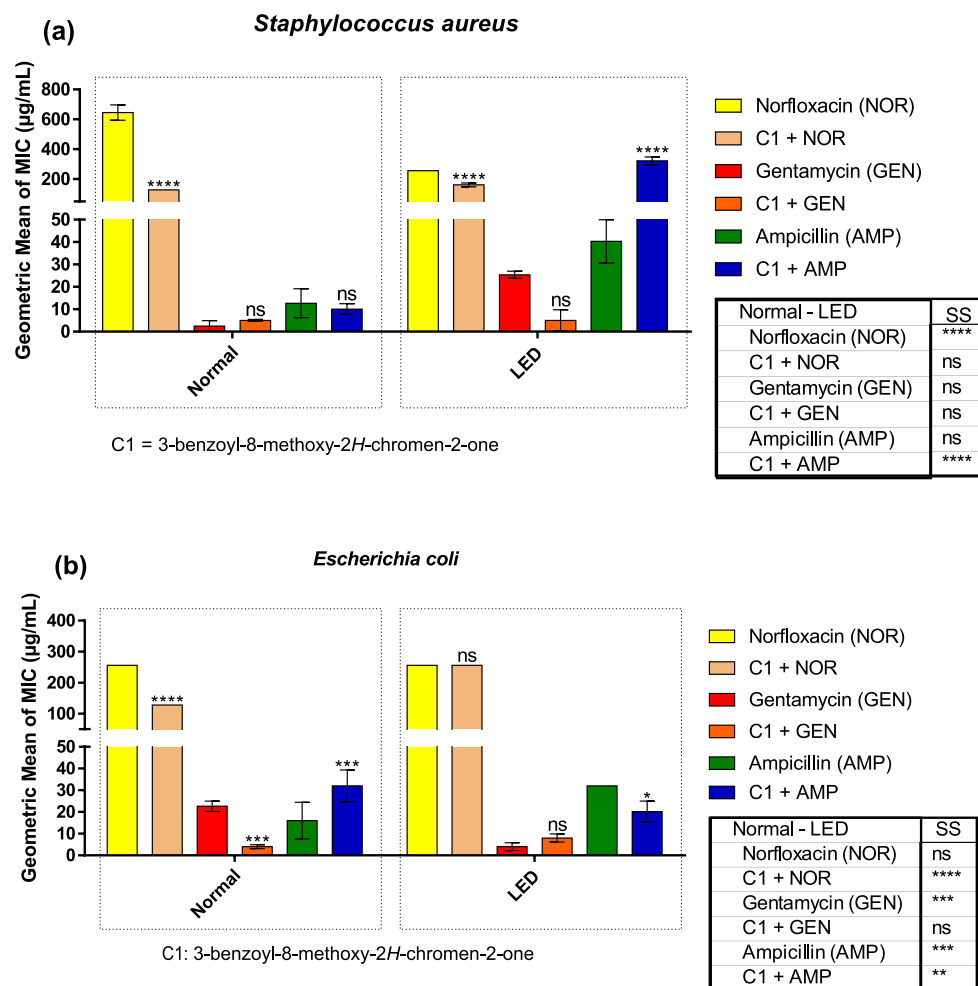 (a)
Staphylococcus aureus
Geometric Mean of MIC (µg/mL)
800
600
400
200
50
40
30
20
10
0
****
ns
ns
****
ns
****
Normal
LED
Norfloxacin (NOR)
C1 + NOR
Gentamycin (GEN)
C1 + GEN
Ampicillin (AMP)
C1 + AMP
Normal - LED SS
Norfloxacin (NOR) ****
C1 + NOR ns
Gentamycin (GEN) ns
C1 + GEN ns
Ampicillin (AMP) ns
C1 + AMP ****
C1 = 3-benzoyl-8-methoxy-2H-chromen-2-one
(b)
Escherichia coli
Geometric Mean of MIC (µg/mL)
400
300
200
100
50
40
30
20
10
0
****
***
***
ns
ns
*
Normal
LED
Norfloxacin (NOR)
C1 + NOR
Gentamycin (GEN)
C1 + GEN
Ampicillin (AMP)
C1 + AMP
Normal - LED SS
Norfloxacin (NOR) ns
C1 + NOR ****
Gentamycin (GEN) ***
C1 + GEN ns
Ampicillin (AMP) ***
C1 + AMP **
C1: 3-benzoyl-8-methoxy-2H-chromen-2-one